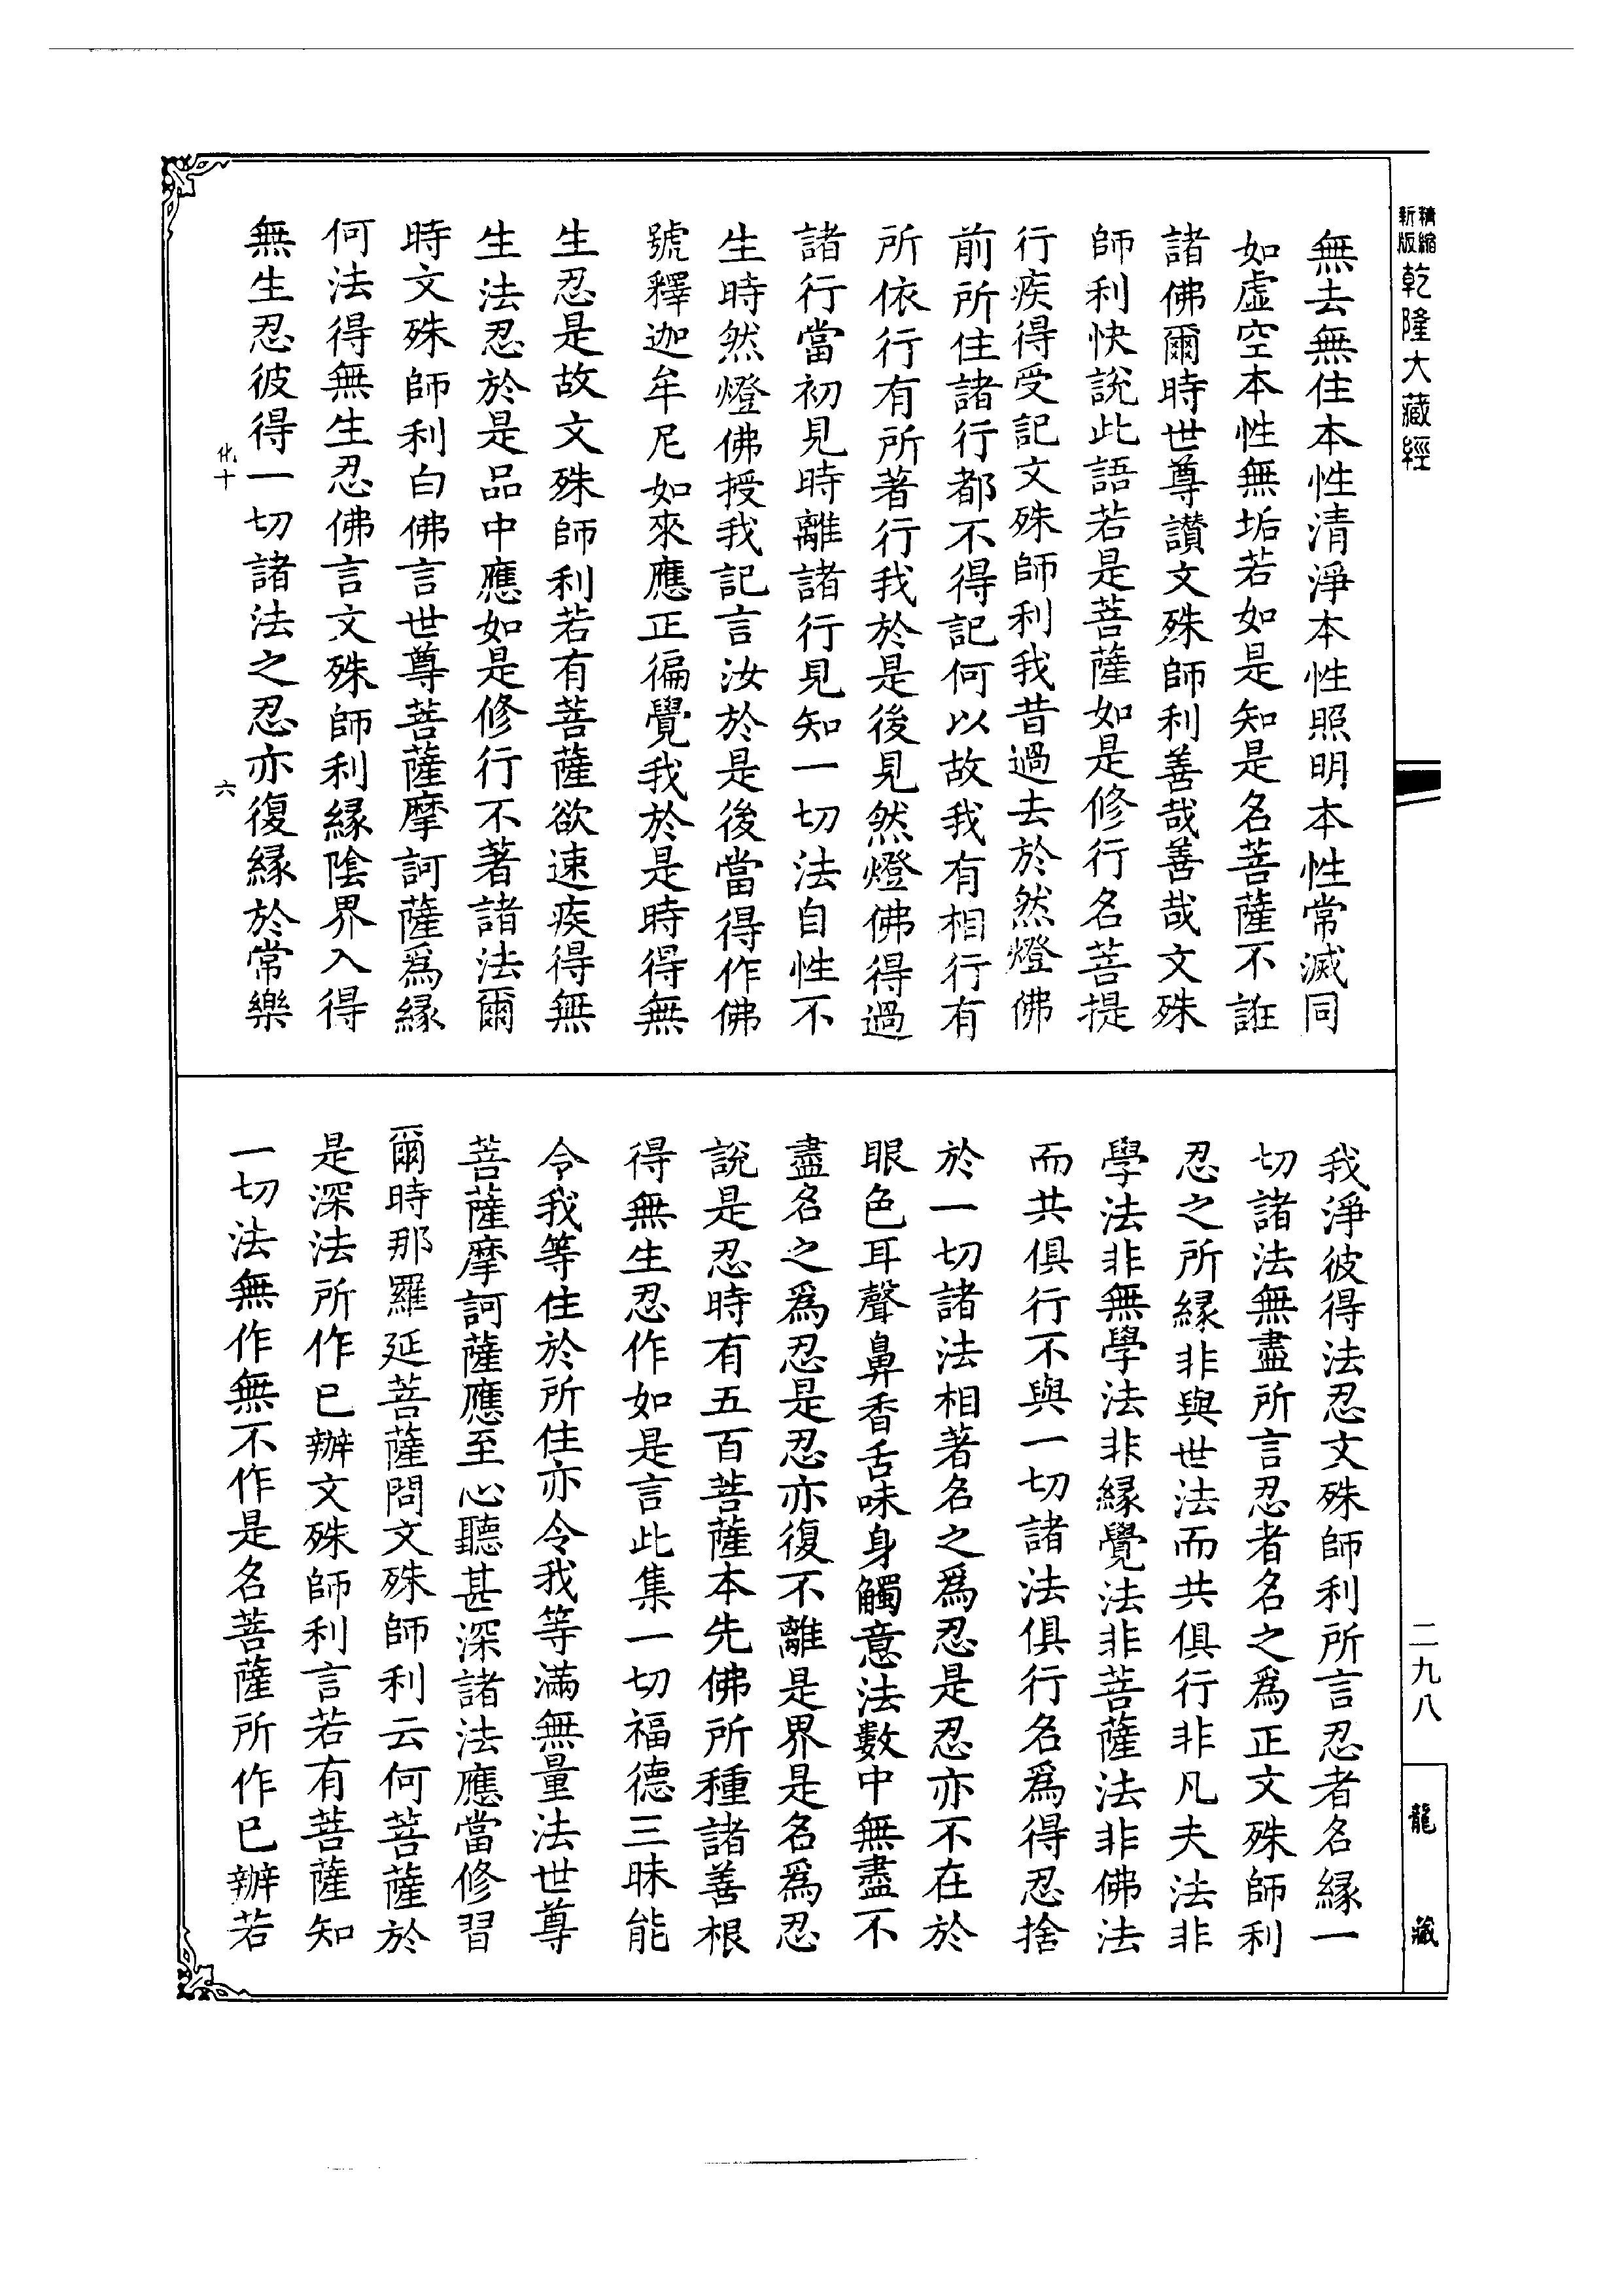 精縮新版乾隆大藏經
無去無住本性清淨本性照明本性常滅同
如虛空本性無垢若如是知是名菩薩不誑
諸佛爾時世尊讃文殊師利善哉善哉文殊
師利快說此語若是菩薩如是修行名菩提
行疾得受記文殊師利我昔過去於然燈佛
前所住諸行都不得記何以故我有相行有
所依行有所著行我於是後見然燈佛得過
諸行當初見時離諸行見知一切法自性不
生時然燈佛授我記言汝於是後當得作佛
號釋迦牟尼如來應正徧覺我於是時得無
生忍是故文殊師利若有菩薩欲速疾得無
生法忍於是品中應如是修行不著諸法爾
時文殊師利白佛言世尊菩薩摩訶薩爲縁
何法得無生忍佛言文殊師利縁陰界入得
無生忍彼得一切諸法之忍亦復縁於常樂
化十
六
我淨彼得法忍文殊師利所言忍者名縁一
切諸法無盡所言忍者名之爲正文殊師利
忍之所縁非與世法而共俱行非凡夫法非
學法非無學法非縁覺法非菩薩法非佛法
而共俱行不與一切諸法俱行名爲得忍捨
於一切諸法相著名之爲忍是忍亦不在於
眼色耳聲鼻香舌味身觸意法數中無盡不
盡名之爲忍是忍亦復不離是界是名爲忍
說是忍時有五百菩薩本先佛所種諸善根
得無生忍作如是言此集一切福德三昧能
令我等住於所住亦令我等滿無量法世尊
菩薩摩訶薩應至心聽甚深諸法應當修習
爾時那羅延菩薩問文殊師利云何菩薩於
是深法所作已辦文殊師利言若有菩薩知
一切法無作無不作是名菩薩所作已辦若
二九八
龍藏